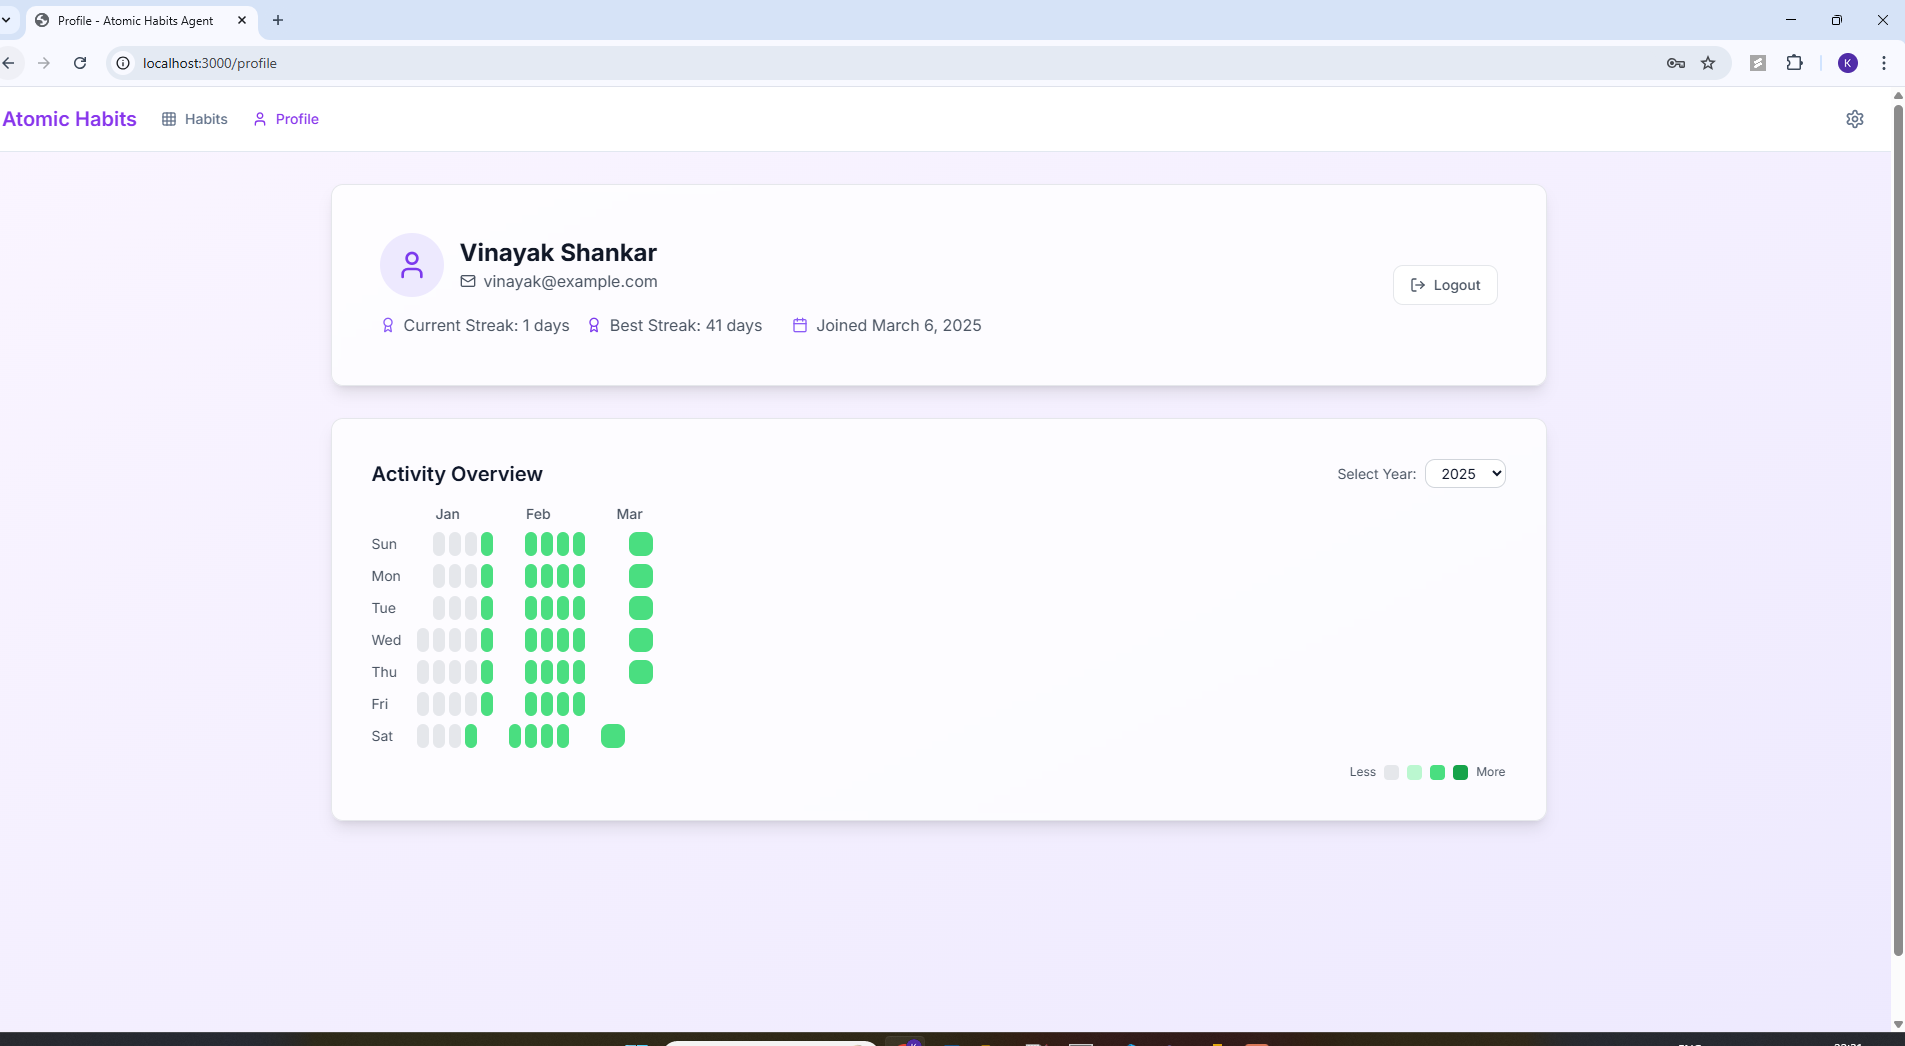 Profile - Atomic Habits Agent
localhost:3000/profile
K
Atomic Habits Habits Profile
Vinayak Shankar
vinayak@example.com
Logout
Current Streak: 1 days Best Streak: 41 days Joined March 6, 2025
Activity Overview
Select Year: 2025
Jan Feb Mar
Sun
Mon
Tue
Wed
Thu
Fri
Sat
Less More